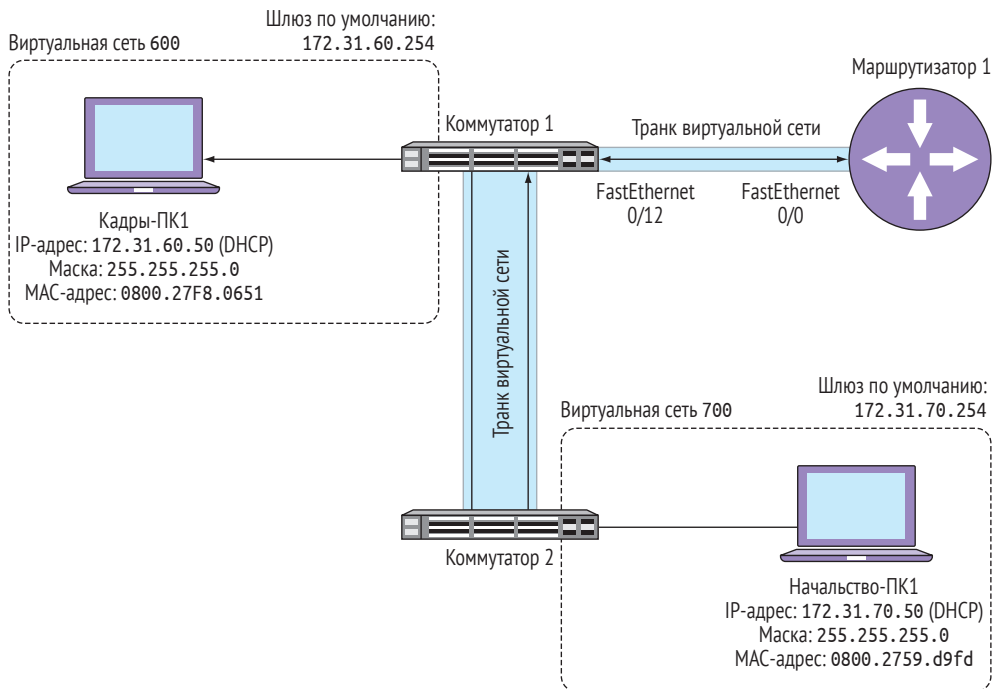 Шлюз по умолчанию:
172.31.60.254
Виртуальная сеть 600
Маршрутизатор 1
Коммутатор 1
Транк виртуальной сети
FastEthernet
0/12
FastEthernet
0/0
Кадры-ПК1
IP-адрес: 172.31.60.50 (DHCP)
Маска: 255.255.255.0
MAC-адрес: 0800.27F8.0651
Транк виртуальной сети
Шлюз по умолчанию:
172.31.70.254
Виртуальная сеть 700
Коммутатор 2
Начальство-ПК1
IP-адрес: 172.31.70.50 (DHCP)
Маска: 255.255.255.0
MAC-адрес: 0800.2759.d9fd